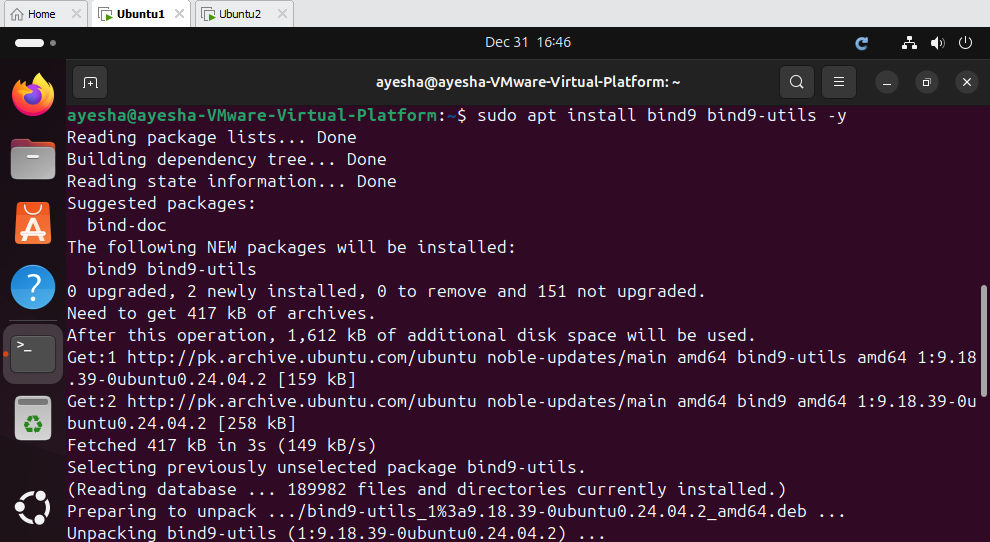 Home
Ubuntu1
Ubuntu2
Dec 31 16:46
ayesha@ayesha-VMware-Virtual-Platform: ~
ayesha@ayesha-VMware-Virtual-Platform:~$ sudo apt install bind9 bind9-utils -y
Reading package lists... Done
Building dependency tree... Done
Reading state information... Done
Suggested packages:
  bind-doc
The following NEW packages will be installed:
  bind9 bind9-utils
0 upgraded, 2 newly installed, 0 to remove and 151 not upgraded.
Need to get 417 kB of archives.
After this operation, 1,612 kB of additional disk space will be used.
Get:1 http://pk.archive.ubuntu.com/ubuntu noble-updates/main amd64 bind9-utils amd64 1:9.18
.39-0ubuntu0.24.04.2 [159 kB]
Get:2 http://pk.archive.ubuntu.com/ubuntu noble-updates/main amd64 bind9 amd64 1:9.18.39-0u
buntu0.24.04.2 [258 kB]
Fetched 417 kB in 3s (149 kB/s)
Selecting previously unselected package bind9-utils.
(Reading database ... 189982 files and directories currently installed.)
Preparing to unpack .../bind9-utils_1%3a9.18.39-0ubuntu0.24.04.2_amd64.deb ...
Unpacking bind9-utils (1:9.18.39-0ubuntu0.24.04.2) ...